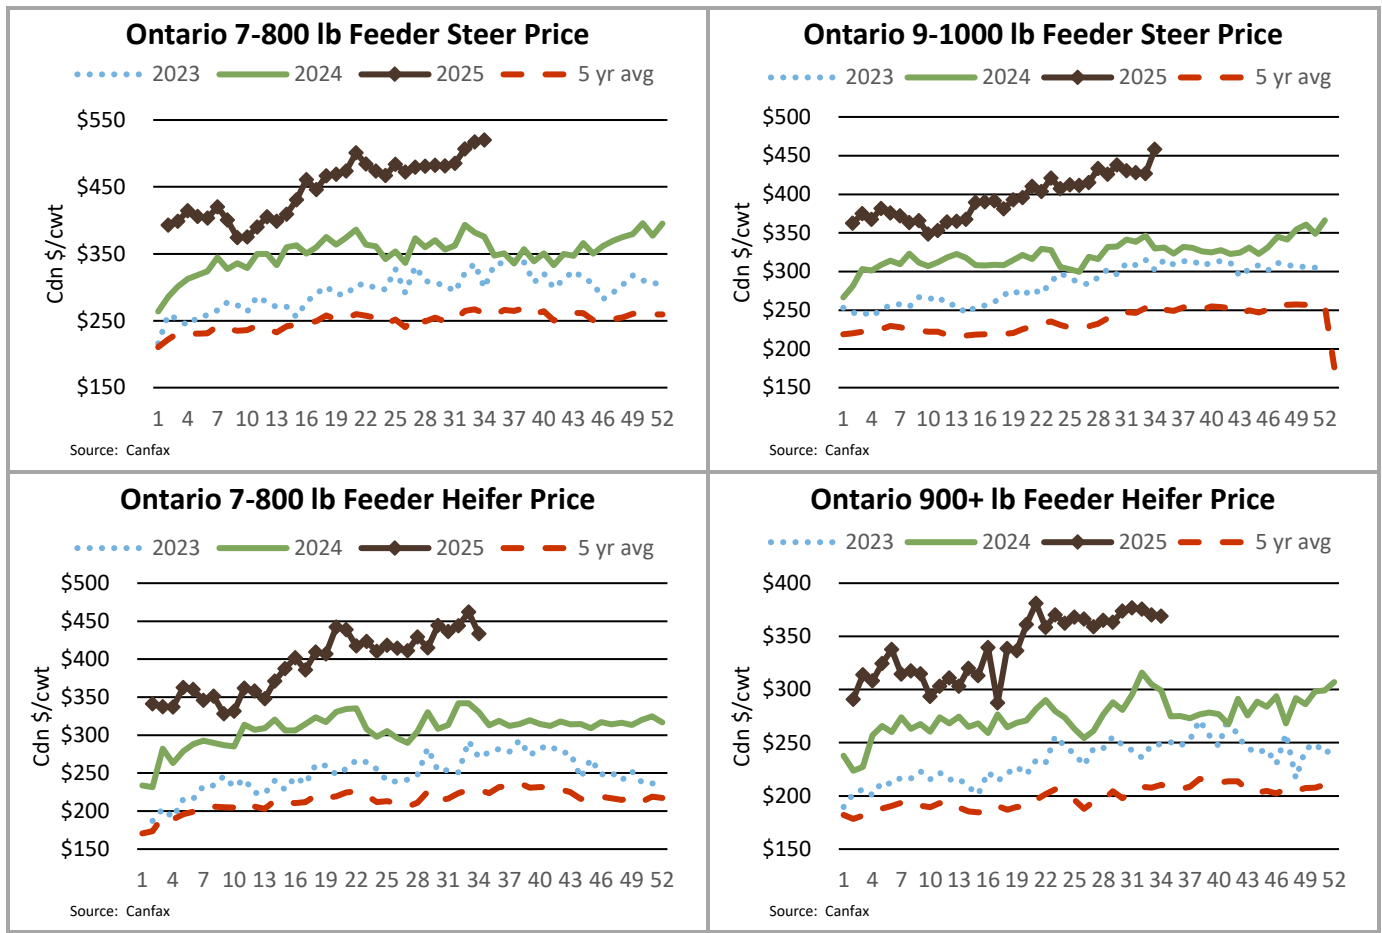 Ontario 7-800 lb Feeder Steer Price
2023 2024 2025 5 yr avg
$550
$450
$350
$250
$150
Cdn $/cwt
1 4 7 10 13 16 19 22 25 28 31 34 37 40 43 46 49 52
Source: Canfax
Ontario 9-1000 lb Feeder Steer Price
2023 2024 2025 5 yr avg
$500
$450
$400
$350
$300
$250
$200
$150
Cdn $/cwt
1 4 7 10 13 16 19 22 25 28 31 34 37 40 43 46 49 52
Source: Canfax
Ontario 7-800 lb Feeder Heifer Price
2023 2024 2025 5 yr avg
$500
$450
$400
$350
$300
$250
$200
$150
Cdn $/cwt
1 4 7 10 13 16 19 22 25 28 31 34 37 40 43 46 49 52
Source: Canfax
Ontario 900+ lb Feeder Heifer Price
2023 2024 2025 5 yr avg
$400
$350
$300
$250
$200
$150
Cdn $/cwt
1 4 7 10 13 16 19 22 25 28 31 34 37 40 43 46 49 52
Source: Canfax